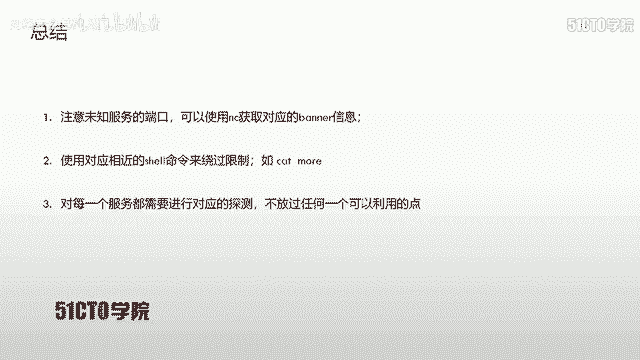 51CTO学院
总结
1. 注意未知服务的端口，可以使用nc获取对应的banner信息；
2. 使用对应相近的shell命令来绕过限制；如 cat more
3. 对每一个服务都需要进行对应的探测，不放过任何一个可以利用的点
51CTO学院